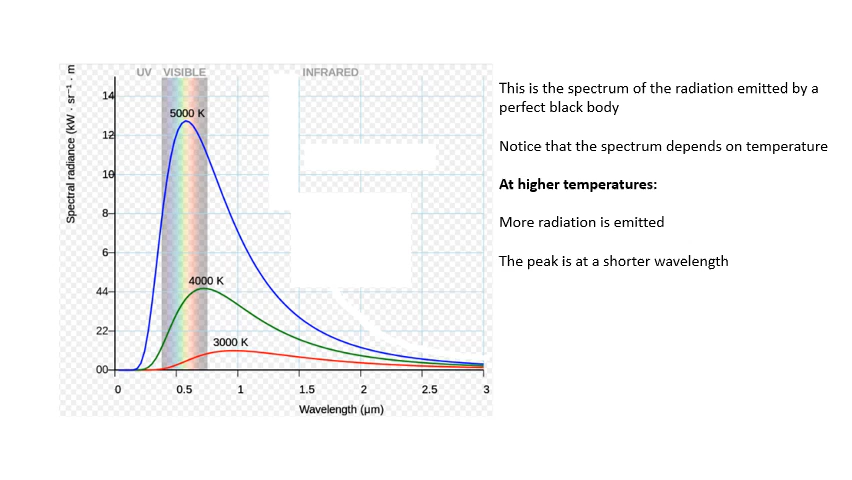 UV VISIBLE INFRARED
Spectral radiance (kW · sr⁻¹ · m
14
12
10
8
6
44
22
00
5000 K
4000 K
3000 K
0 0.5 1 1.5 2 2.5 3
Wavelength (μm)
This is the spectrum of the radiation emitted by a
perfect black body
Notice that the spectrum depends on temperature
At higher temperatures:
More radiation is emitted
The peak is at a shorter wavelength